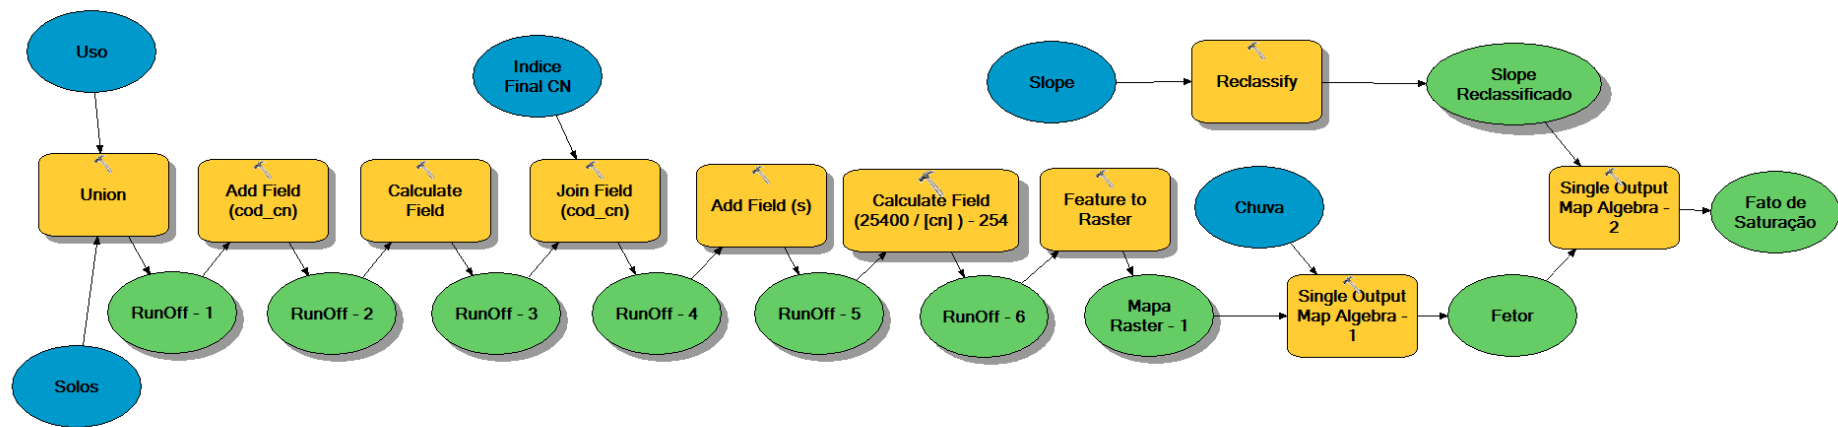 Uso
Indice
Final CN
Slope
Reclassify
Slope
Reclassificado
Union
Add Field
(cod_cn)
Calculate
Field
Join Field
(cod_cn)
Add Field (s)
Calculate Field
(25400 / [cn] ) - 254
Feature to
Raster
Chuva
Single Output
Map Algebra -
2
Fato de
Saturação
RunOff - 1
RunOff - 2
RunOff - 3
RunOff - 4
RunOff - 5
RunOff - 6
Mapa
Raster - 1
Single Output
Map Algebra -
1
Fetor
Solos